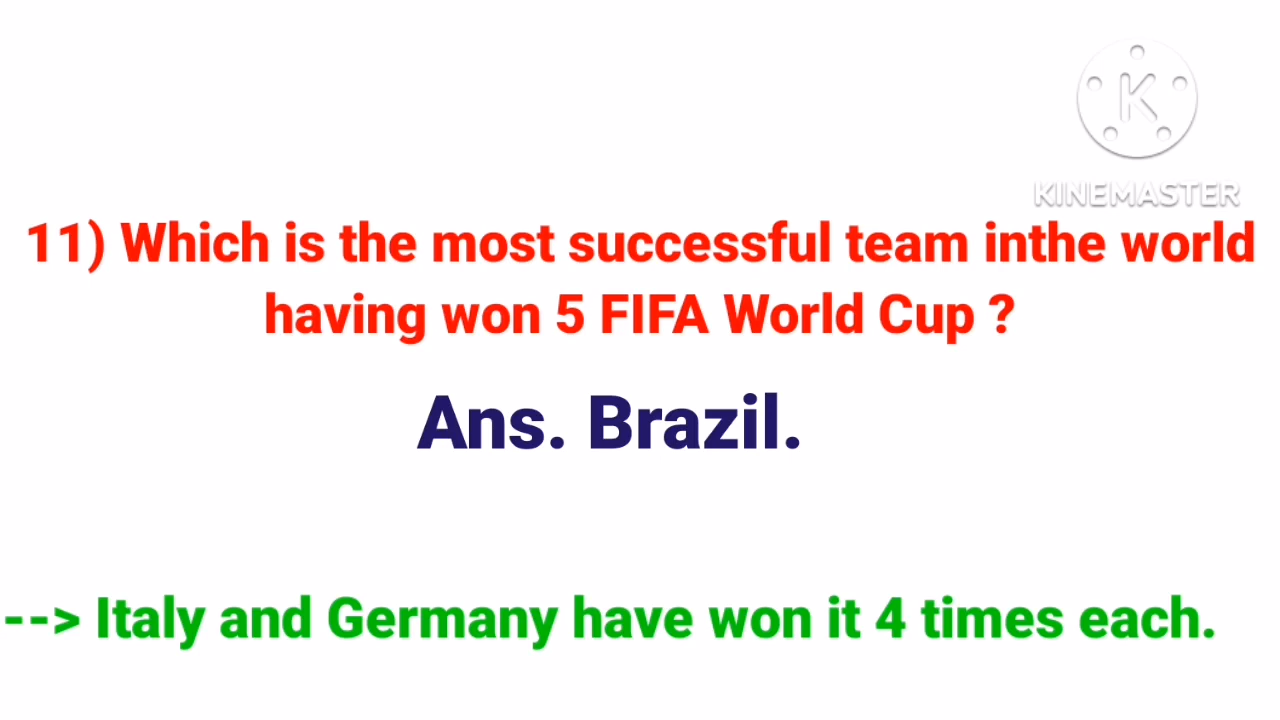 K
KINEMASTER
11) Which is the most successful team inthe world
having won 5 FIFA World Cup ?
Ans. Brazil.
--> Italy and Germany have won it 4 times each.